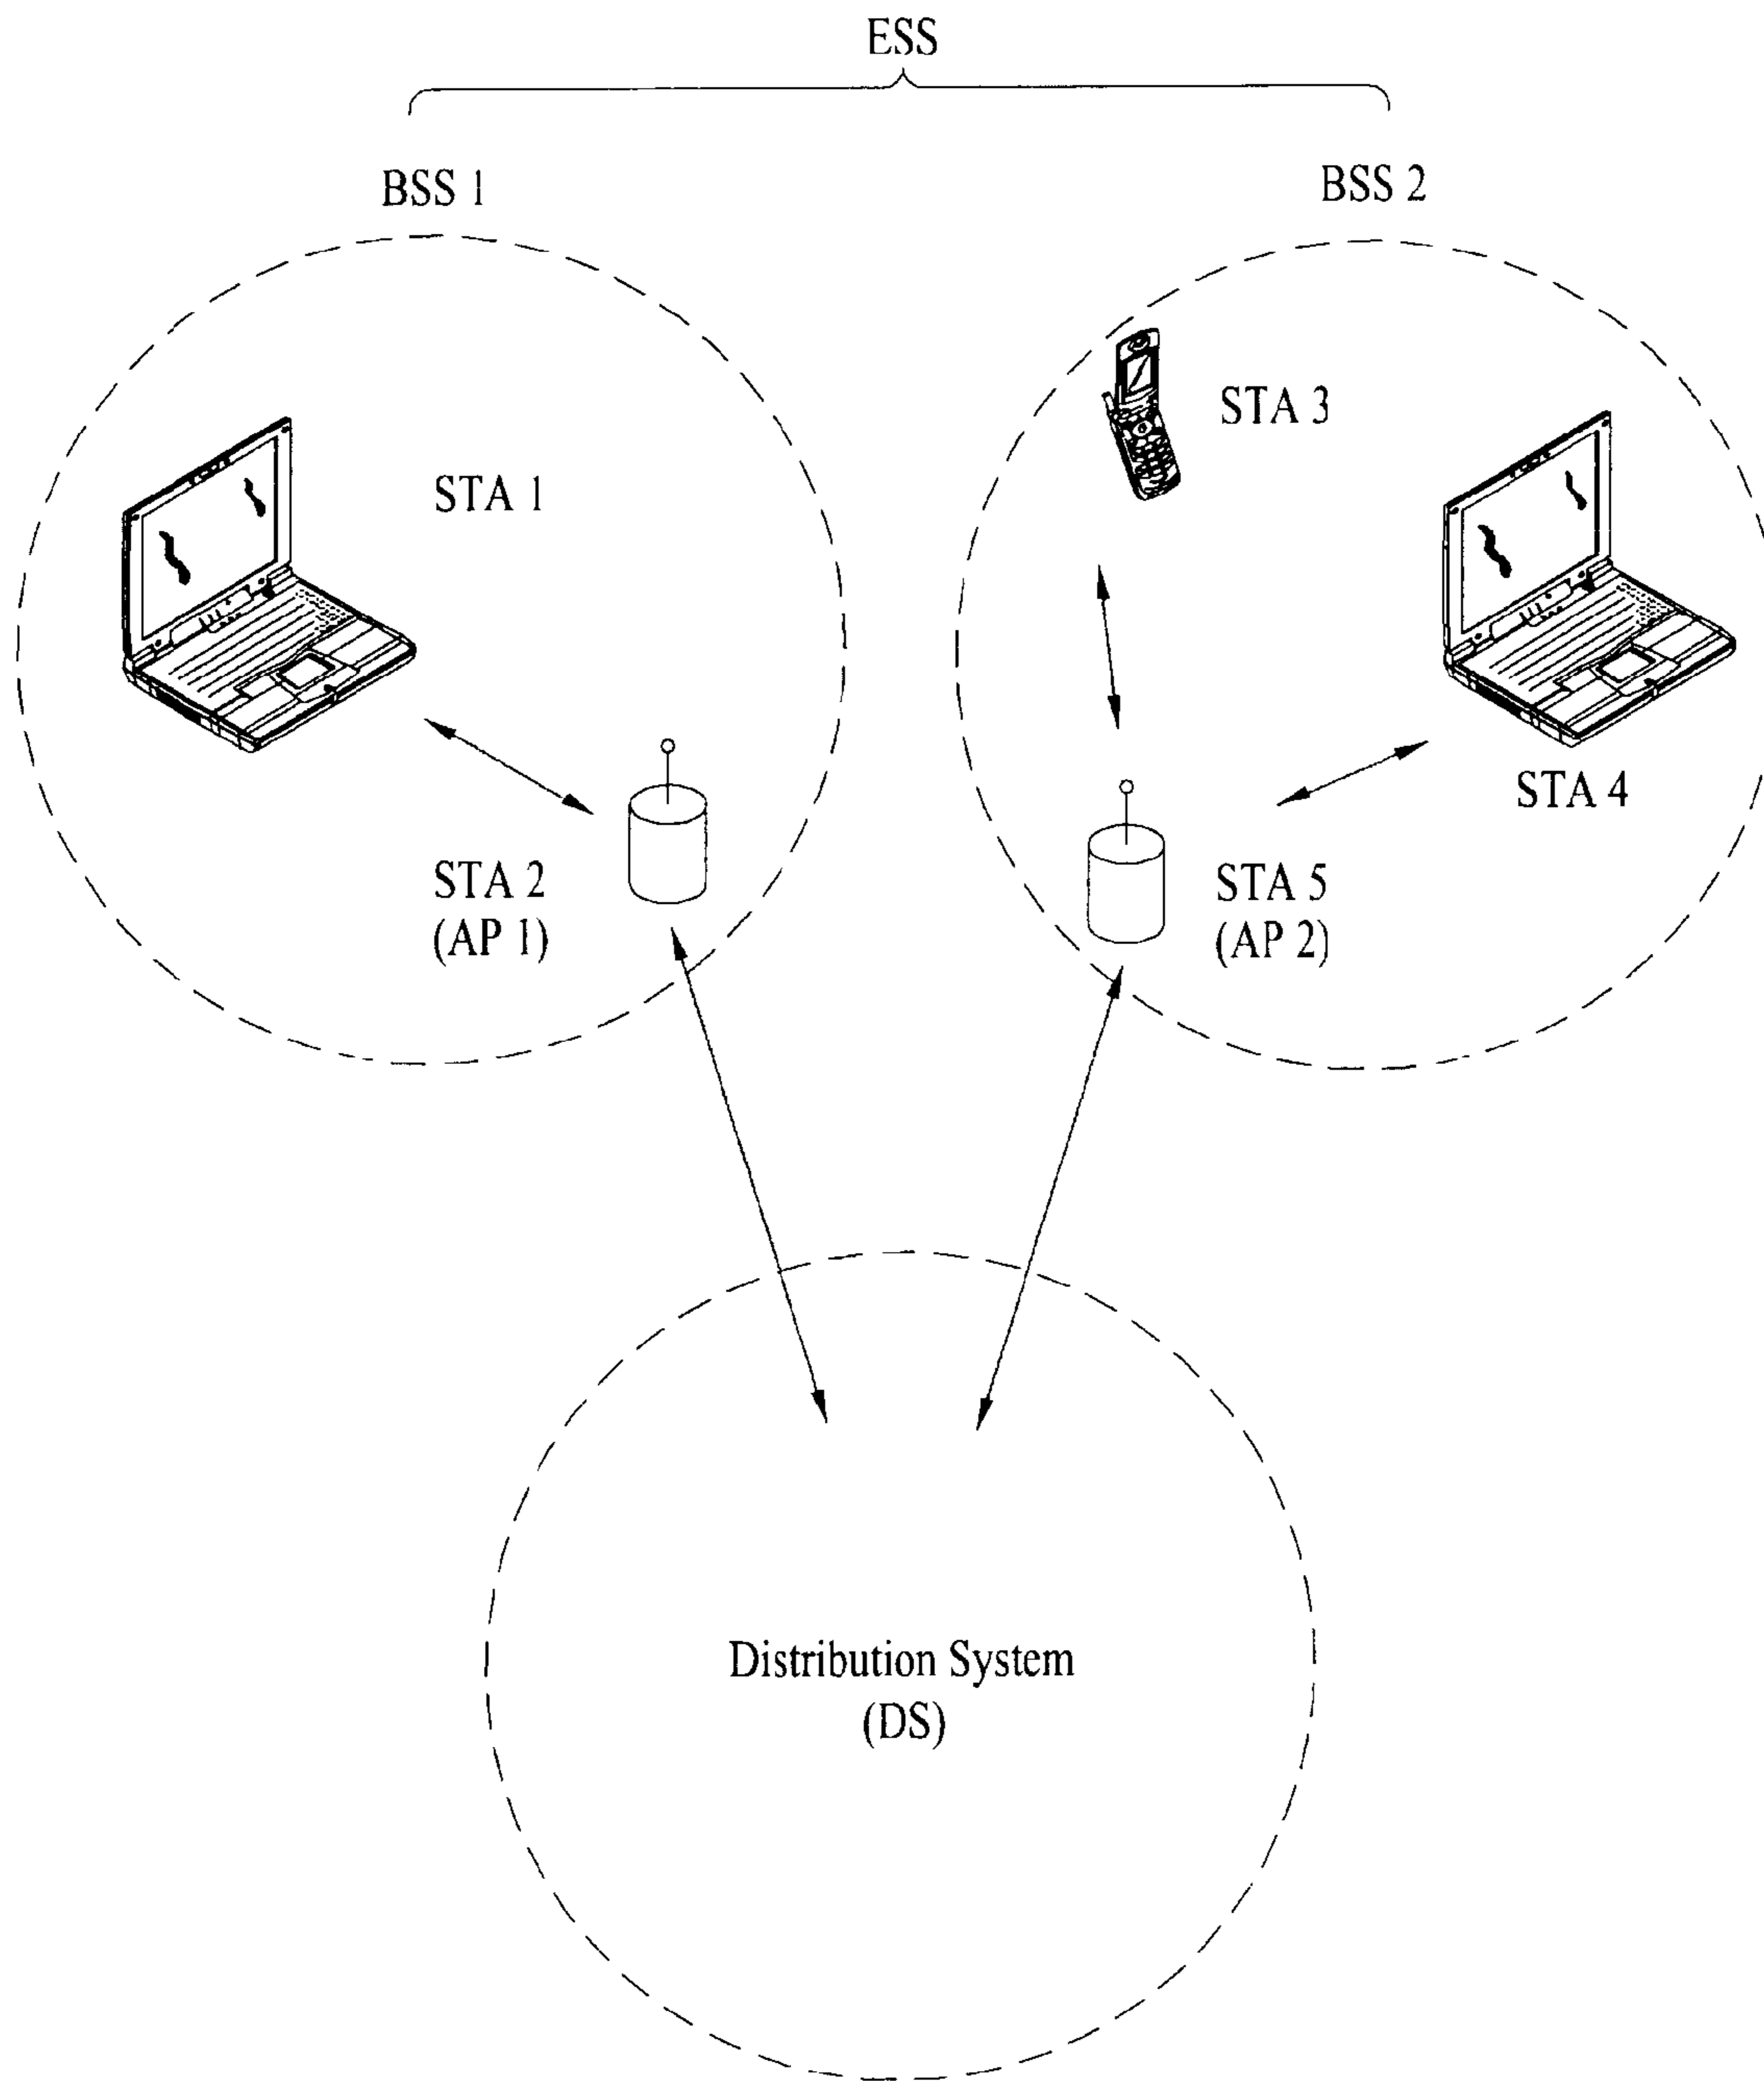 ESS
BSS 1
BSS 2
STA 1
STA 3
STA 4
STA 2
(AP 1)
STA 5
(AP 2)
Distribution System
(DS)